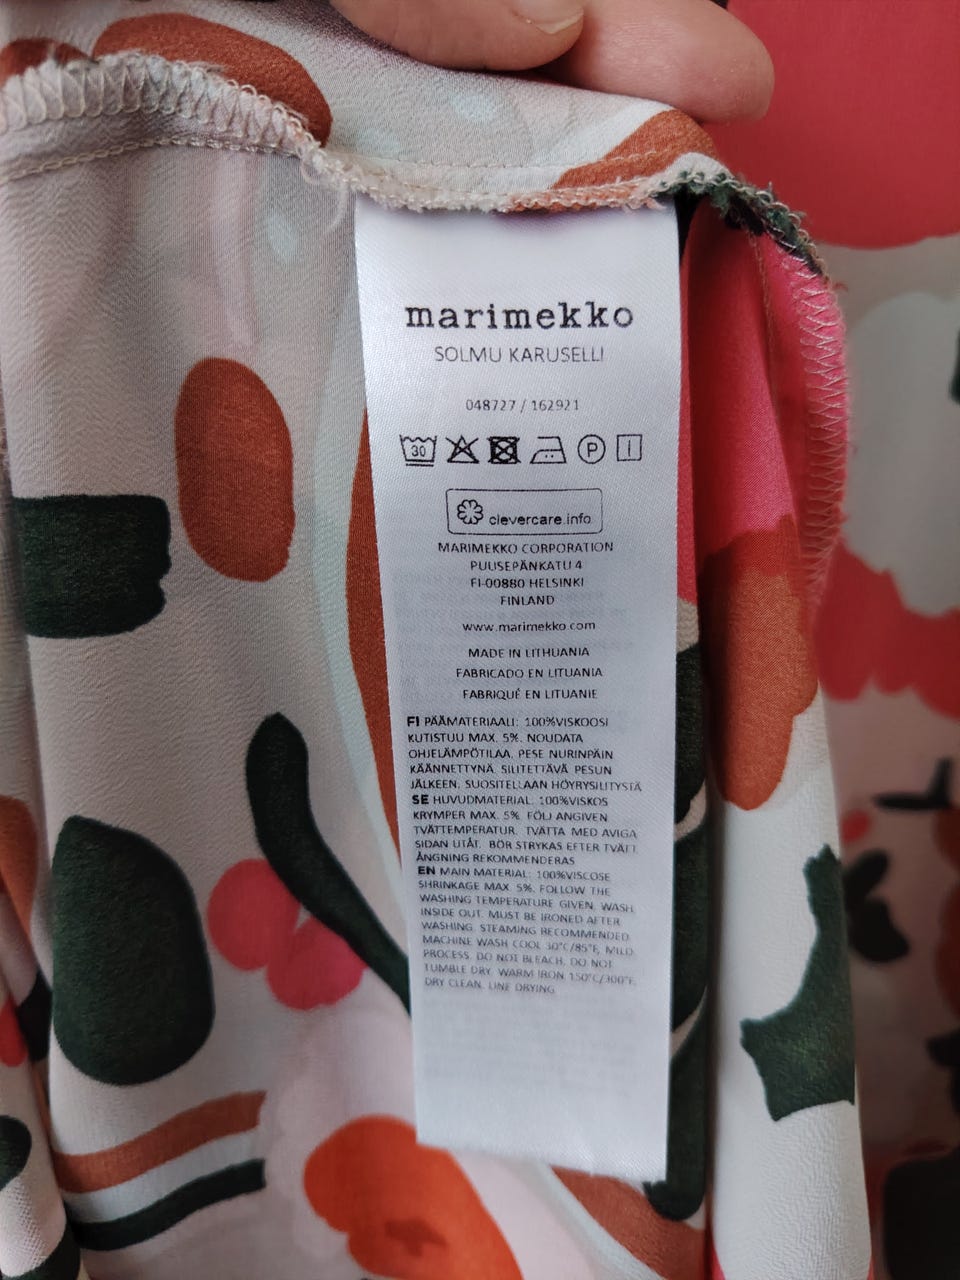 marimekko
SOLMU KARUSELLI
048727 / 162921
30 P
clevercare.info
MARIMEKKO CORPORATION
PUUSEPÄNKATU 4
FI-00880 HELSINKI
FINLAND
www.marimekko.com
MADE IN LITHUANIA
FABRICADO EN LITUANIA
FABRIQUÉ EN LITUANIE
FI PÄÄMATERIAALI: 100%VISKOOSI
KUTISTUU MAX. 5%. NOUDATA
OHJELÄMPÖTILAA. PESE NURINPÄIN
KÄÄNNETTYNÄ. SILITETTÄVÄ PESUN
JÄLKEEN. SUOSITELLAAN HÖYRYSILITYSTÄ
SE HUVUDMATERIAL: 100%VISKOS
KRYMPER MAX. 5%. FÖLJ ANGIVEN
TVÄTTEMPERATUR. TVÄTTA MED AVIGA
SIDAN UTÅT. BÖR STRYKAS EFTER TVÄTT.
ÅNGNING REKOMMENDERAS
EN MAIN MATERIAL: 100%VISCOSE
SHRINKAGE MAX. 5%. FOLLOW THE
WASHING TEMPERATURE GIVEN. WASH
INSIDE OUT. MUST BE IRONED AFTER
WASHING. STEAMING RECOMMENDED.
MACHINE WASH COOL 30°C/85°F, MILD
PROCESS. DO NOT BLEACH. DO NOT
TUMBLE DRY. WARM IRON 150°C/300°F.
DRY CLEAN. LINE DRYING.